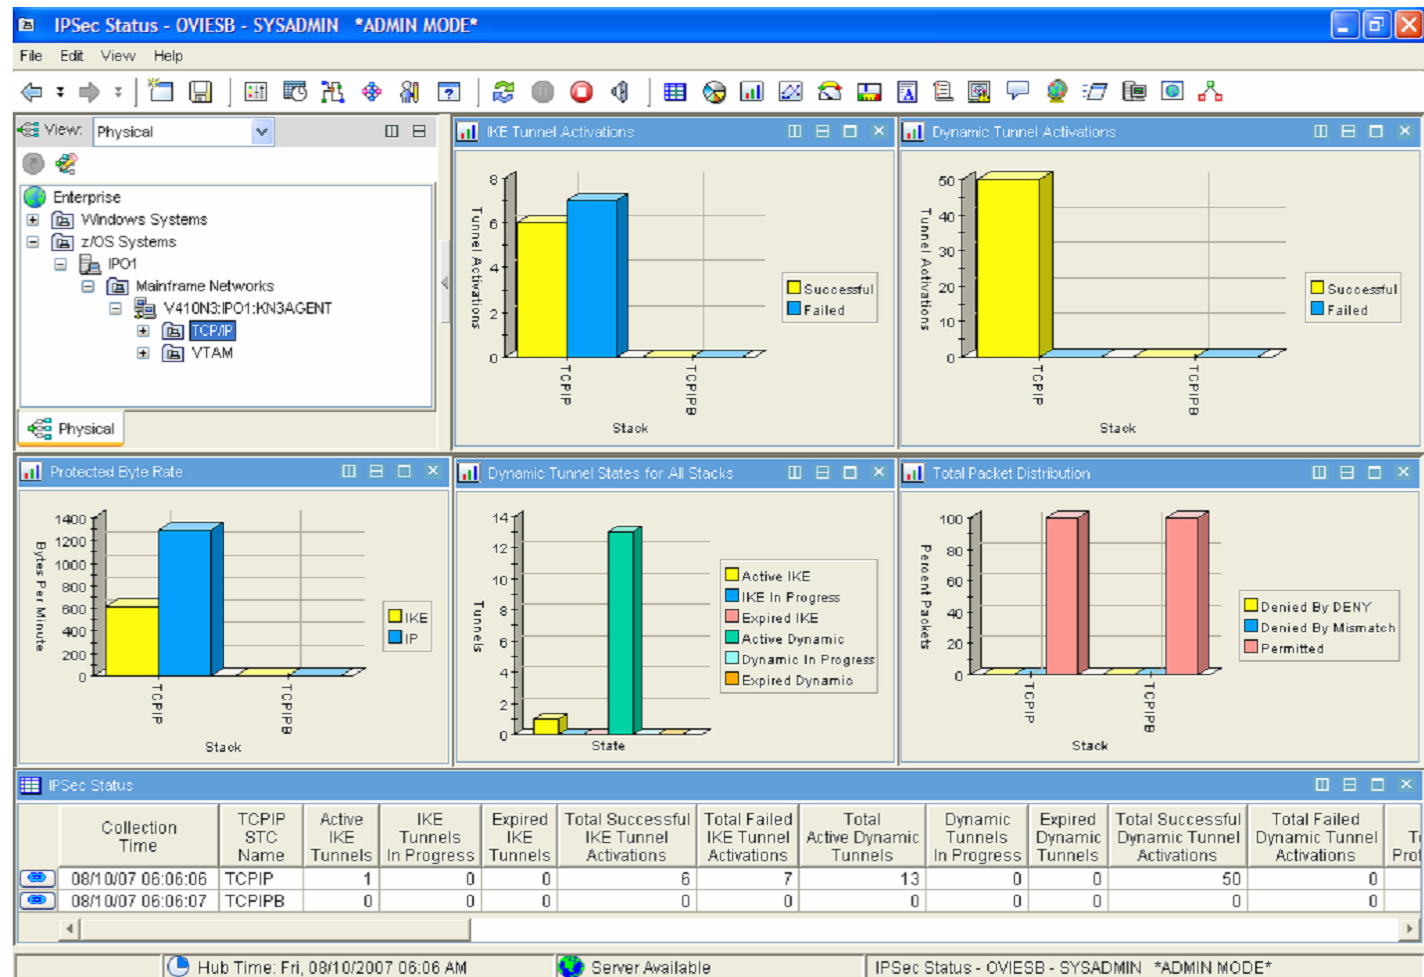 IPSec Status - OVIESB - SYSADMIN *ADMIN MODE*
File Edit View Help
View: Physical
Enterprise
Windows Systems
z/OS Systems
IPO1
Mainframe Networks
V410N3:IPO1:KN3AGENT
TCP/IP
VTAM
Physical
IKE Tunnel Activations
Tunnel Activations
8
6
4
2
0
TCPIP
TCPIPB
Stack
Successful
Failed
Dynamic Tunnel Activations
Tunnel Activations
50
40
30
20
10
0
TCPIP
TCPIPB
Stack
Successful
Failed
Protected Byte Rate
Bytes Per Minute
1400
1200
1000
800
600
400
200
0
TCPIP
TCPIPB
Stack
IKE
IP
Dynamic Tunnel States for All Stacks
Tunnels
14
12
10
8
6
4
2
0
State
Active IKE
IKE In Progress
Expired IKE
Active Dynamic
Dynamic In Progress
Expired Dynamic
Total Packet Distribution
Percent Packets
100
80
60
40
20
0
TCPIP
TCPIPB
Stack
Denied By DENY
Denied By Mismatch
Permitted
IPSec Status
Collection Time
TCPIP STC Name
Active IKE Tunnels
IKE Tunnels In Progress
Expired IKE Tunnels
Total Successful IKE Tunnel Activations
Total Failed IKE Tunnel Activations
Total Active Dynamic Tunnels
Dynamic Tunnels In Progress
Expired Dynamic Tunnels
Total Successful Dynamic Tunnel Activations
Total Failed Dynamic Tunnel Activations
08/10/07 06:06:06 TCPIP 1 0 0 6 7 13 0 0 50 0
08/10/07 06:06:07 TCPIPB 0 0 0 0 0 0 0 0 0 0
Hub Time: Fri, 08/10/2007 06:06 AM
Server Available
IPSec Status - OVIESB - SYSADMIN *ADMIN MODE*